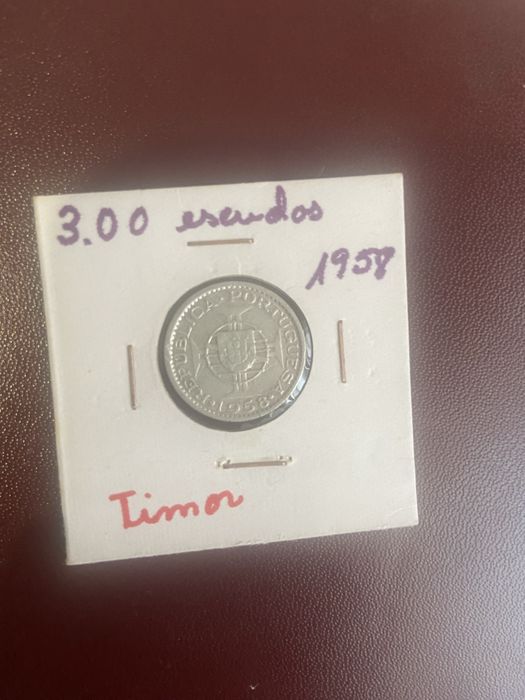 3.00 escudos
1958
REPUBLICA · PORTUGUESA
· 1958 ·
Timor